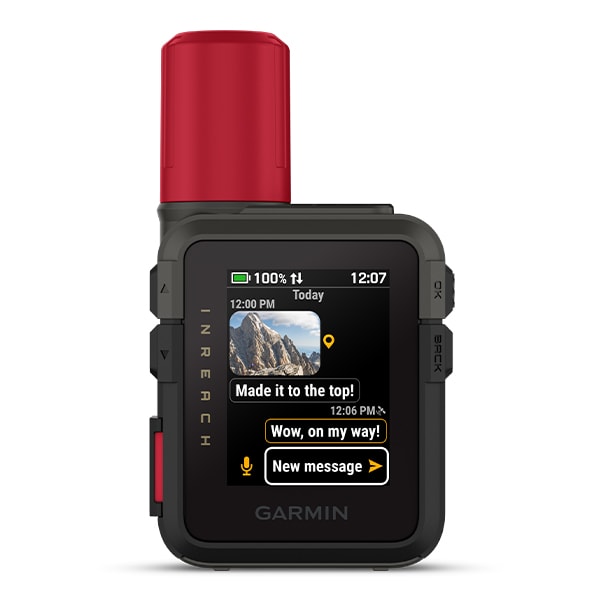 100% 12:07
Today
12:00 PM
Made it to the top!
12:06 PM
Wow, on my way!
New message
OK
BACK
INREACH
GARMIN